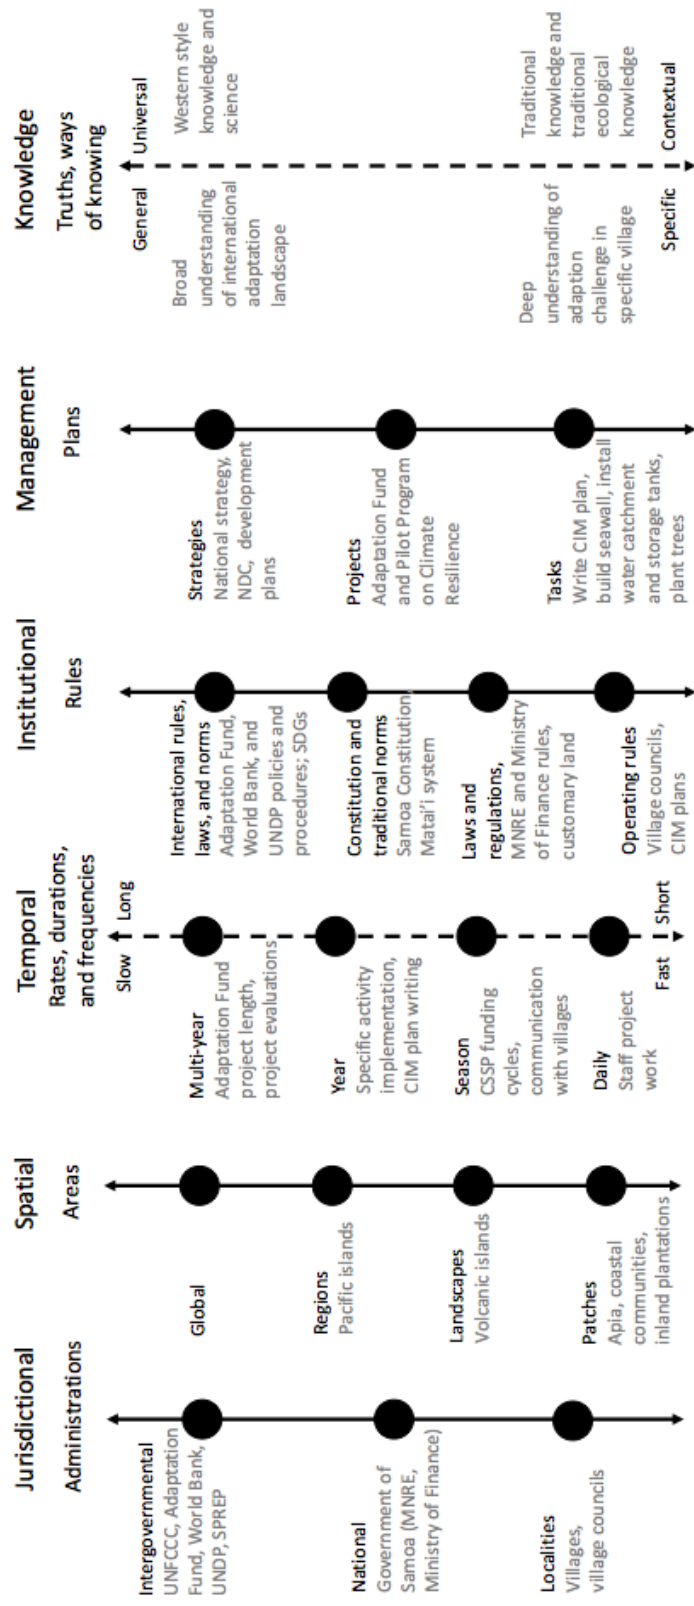 Jurisdictional
Administrations
Intergovernmental
UNFCCC, Adaptation
Fund, World Bank,
UNDP, SPREP
National
Government of
Samoa (MNRE,
Ministry of Finance)
Localities
Villages,
village councils
Spatial
Areas
Global
Regions
Pacific islands
Landscapes
Volcanic islands
Patches
Apia, coastal
communities,
inland plantations
Temporal
Rates, durations,
and frequencies
Slow
Long
Multi-year
Adaptation Fund
project length,
project evaluations
Year
Specific activity
implementation,
CIM plan writing
Season
CSSP funding
cycles,
communication
with villages
Daily
Staff project
work
Fast
Short
Institutional
Rules
International rules,
laws, and norms
Adaptation Fund,
World Bank, and
UNDP policies and
procedures; SDGs
Constitution and
traditional norms
Samoa Constitution,
Matai’i system
Laws and
regulations,
MNRE and Ministry
of Finance rules,
customary land
Operating rules
Village councils,
CIM plans
Management
Plans
Strategies
National strategy,
NDC, development
plans
Projects
Adaptation Fund
and Pilot Program
on Climate
Resilience
Tasks
Write CIM plan,
build seawall, install
water catchment
and storage tanks,
plant trees
Knowledge
Truths, ways
of knowing
General
Universal
Broad
understanding
of international
adaptation
landscape
Western style
knowledge and
science
Deep
understanding of
adaption
challenge in
specific village
Traditional
knowledge and
traditional
ecological
knowledge
Specific
Contextual